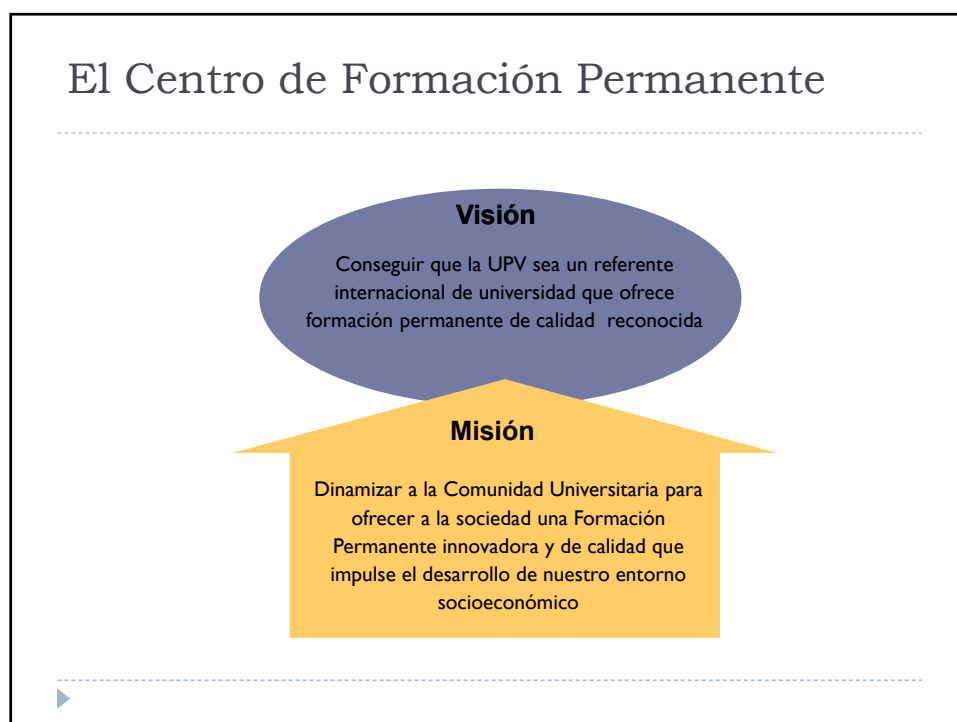 El Centro de Formación Permanente
Visión
Conseguir que la UPV sea un referente
internacional de universidad que ofrece
formación permanente de calidad  reconocida
Misión
Dinamizar a la Comunidad Universitaria para
ofrecer a la sociedad una Formación
Permanente innovadora y de calidad que
impulse el desarrollo de nuestro entorno
socioeconómico